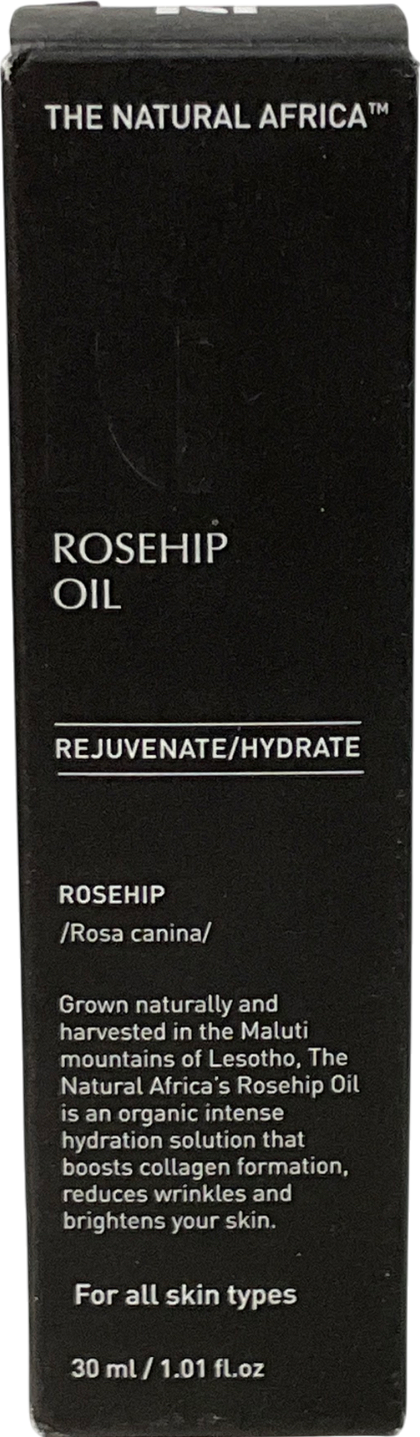 THE NATURAL AFRICA™
ROSEHIP
OIL
REJUVENATE/HYDRATE
ROSEHIP
/Rosa canina/
Grown naturally and
harvested in the Maluti
mountains of Lesotho, The
Natural Africa's Rosehip Oil
is an organic intense
hydration solution that
boosts collagen formation,
reduces wrinkles and
brightens your skin.
For all skin types
30 ml / 1.01 fl.oz